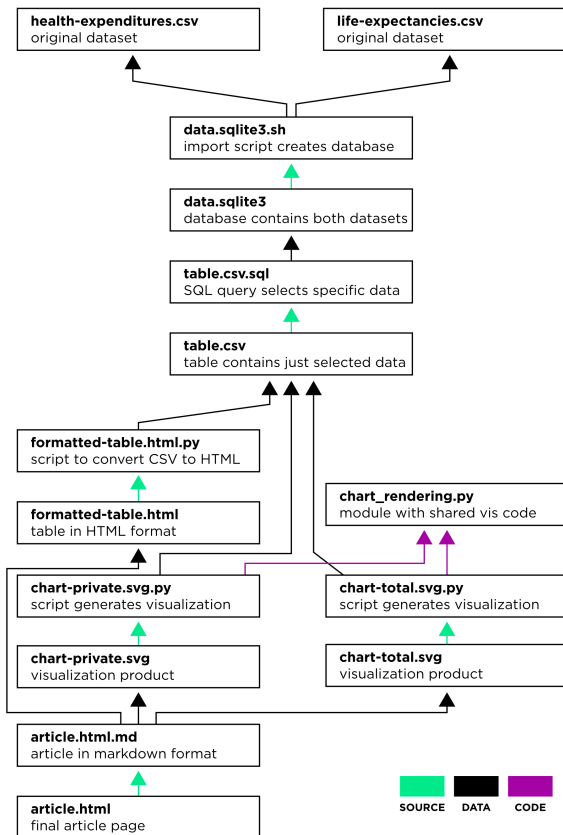 health-expenditures.csv
original dataset
life-expectancies.csv
original dataset
data.sqlite3.sh
import script creates database
data.sqlite3
database contains both datasets
table.csv.sql
SQL query selects specific data
table.csv
table contains just selected data
formatted-table.html.py
script to convert CSV to HTML
formatted-table.html
table in HTML format
chart_rendering.py
module with shared vis code
chart-private.svg.py
script generates visualization
chart-total.svg.py
script generates visualization
chart-private.svg
visualization product
chart-total.svg
visualization product
article.html.md
article in markdown format
article.html
final article page
SOURCE
DATA
CODE